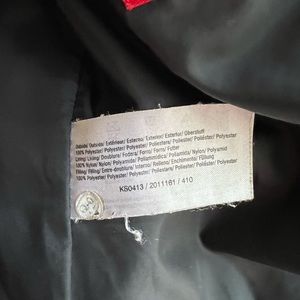 Outside/ Outside/ Extérieur/ Esterno/ Exterior/ Exterior/ Oberstoff
100% Polyester/ Polyester/ Polyester/ Poliestere/ Poliéster/ Poliéster/ Polyester
Lining/ Lining/ Doublure/ Fodera/ Forro/ Forro/ Futter
100% Nylon/ Nylon/ Polyamide/ Poliammidica/ Poliamida/ Nylon/ Polyamid
Filling/ Filling/ Entre-doublure/ Interno/ Relleno/ Enchimento/ Füllung
100% Polyester/ Polyester/ Polyester/ Poliestere/ Poliéster/ Poliéster/ Polyester
KS0413 / 2011161 / 410